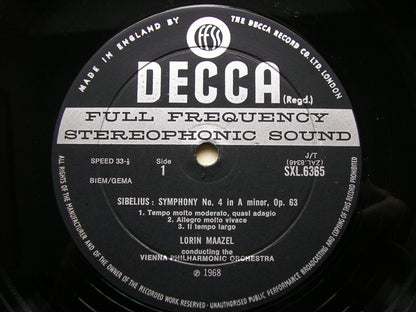 MADE IN ENGLAND BY
THE DECCA RECORD CO. LTD. LONDON
ffss
DECCA (Regd.)
FULL FREQUENCY
STEREOPHONIC SOUND
SPEED 33-⅓
Side
1
J/T
(ZAL.6346)
SXL.6365
BIEM/GEMA
SIBELIUS: SYMPHONY No. 4 in A minor, Op. 63
1. Tempo molto moderato, quasi adagio
2. Allegro molto vivace
3. Il tempo largo
LORIN MAAZEL
conducting the
VIENNA PHILHARMONIC ORCHESTRA
℗ 1968
ALL RIGHTS OF THE MANUFACTURER AND OF THE OWNER OF THE RECORDED WORK RESERVED · UNAUTHORISED PUBLIC PERFORMANCE, BROADCASTING AND COPYING OF THIS RECORD PROHIBITED